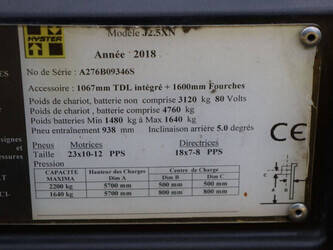 HYSTER
Modèle J2.5XN
Année 2018
No de Série : A276B09346S
Accessoire : 1067mm TDL intégré + 1600mm Fourches
Poids de chariot, batterie non comprise 3120 kg 80 Volts
Poids de chariot , batterie comprise 4760 kg
Poids batteries Min 1480 kg à Max 1640 kg
Pneu entraînement 938 mm Inclinaison arrière 5.0 degrés
Pneus Motrices Directrices
Taille 23x10-12 PPS 18x7-8 PPS
CAPACITE MAXIMA Hauteur des Charges Dim A Centre de Charge Dim B Dim C
2200 kg 5700 mm 500 mm 500 mm
1640 kg 5700 mm 800 mm 800 mm
CE